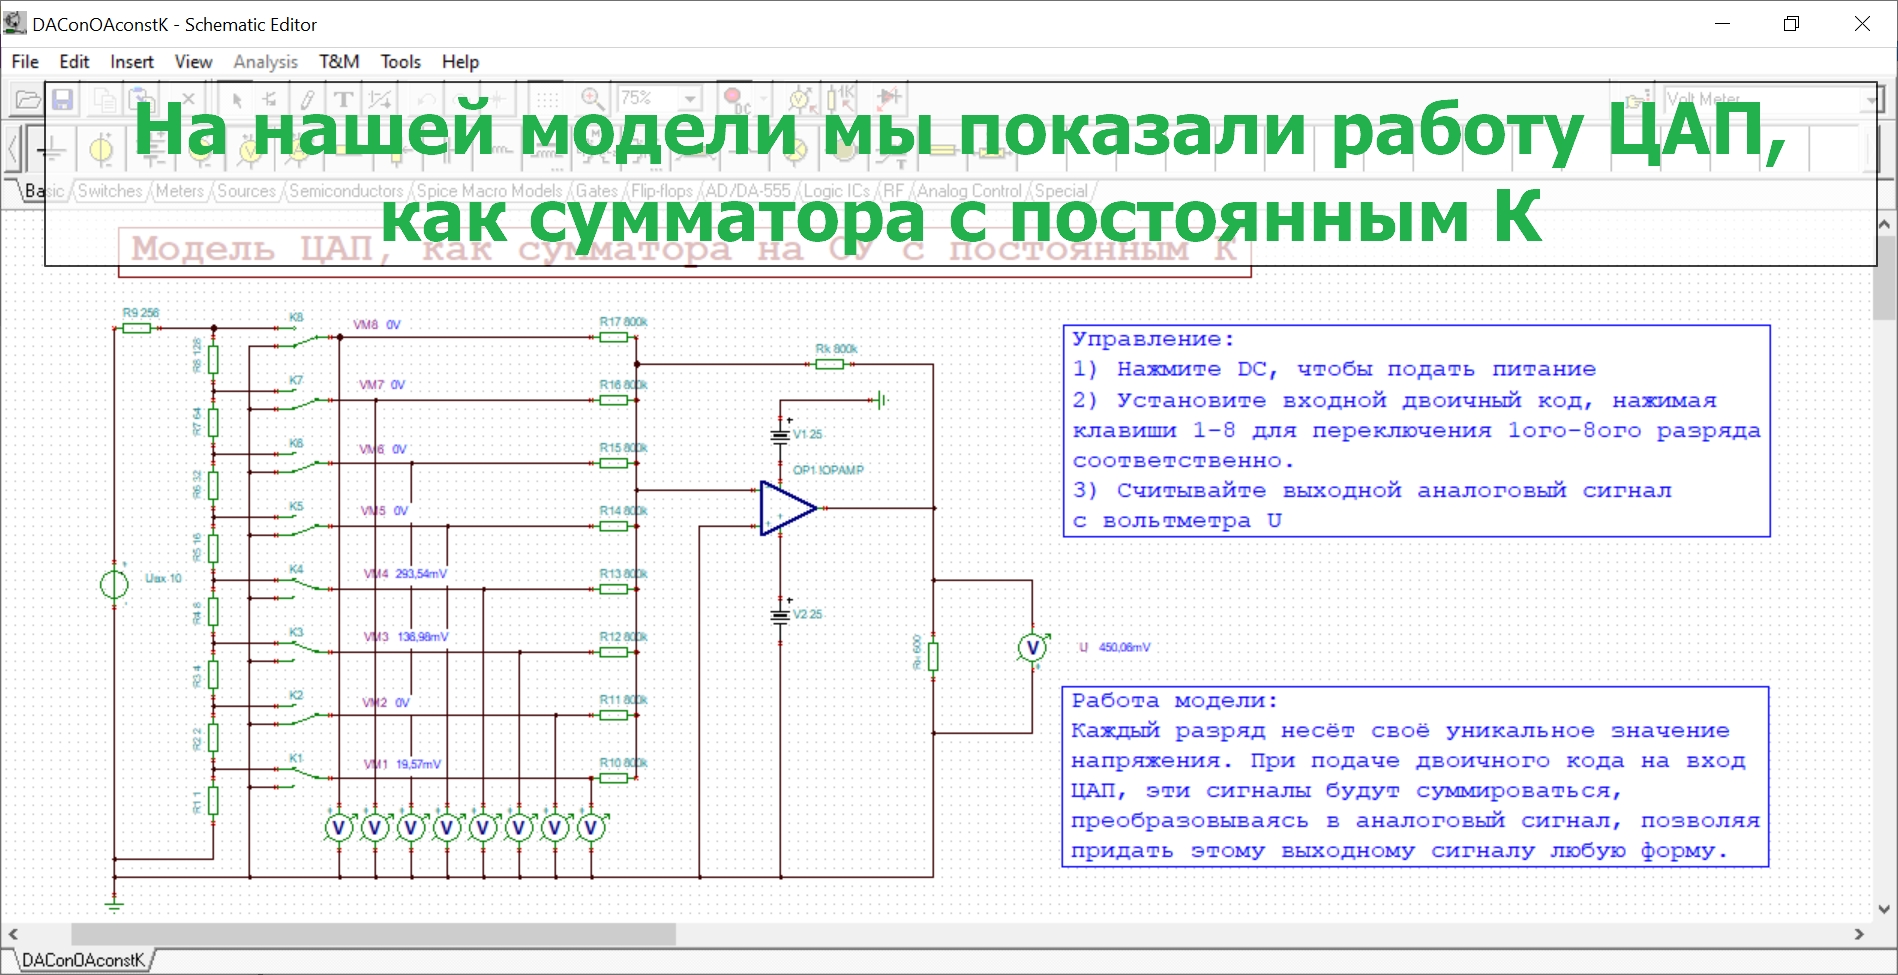 DAConOAconstK - Schematic Editor
File Edit Insert View Analysis T&M Tools Help
75% DC Volt Meter
На нашей модели мы показали работу ЦАП,
как сумматора с постоянным К
Basic Switches Meters Sources Semiconductors Spice Macro Models Gates Flip-flops AD/DA-555 Logic ICs RF Analog Control Special
Модель ЦАП, как сумматора на ОУ с постоянным К
R9 256
K8
VM8 0V
R17 800k
R8 128
Rk 800k
K7
VM7 0V
R16 800k
R7 64
V1 25
K6
VM6 0V
R15 800k
OP1 !OPAMP
R6 32
K5
VM5 0V
R14 800k
R5 16
K4
VM4 293,54mV
R13 800k
10
R4 8
V2 25
K3
VM3 136,98mV
R12 800k
R3 4
600
U 450,06mV
K2
VM2 0V
R11 800k
R2 2
K1
VM1 19,57mV
R10 800k
R1 1
V V V V V V V V
V
Управление:
1) Нажмите DC, чтобы подать питание
2) Установите входной двоичный код, нажимая
клавиши 1-8 для переключения 1ого-8ого разряда
соответственно.
3) Считывайте выходной аналоговый сигнал
с вольтметра U
Работа модели:
Каждый разряд несёт своё уникальное значение
напряжения. При подаче двоичного кода на вход
ЦАП, эти сигналы будут суммироваться,
преобразовываясь в аналоговый сигнал, позволяя
придать этому выходному сигналу любую форму.
DAConOAconstK